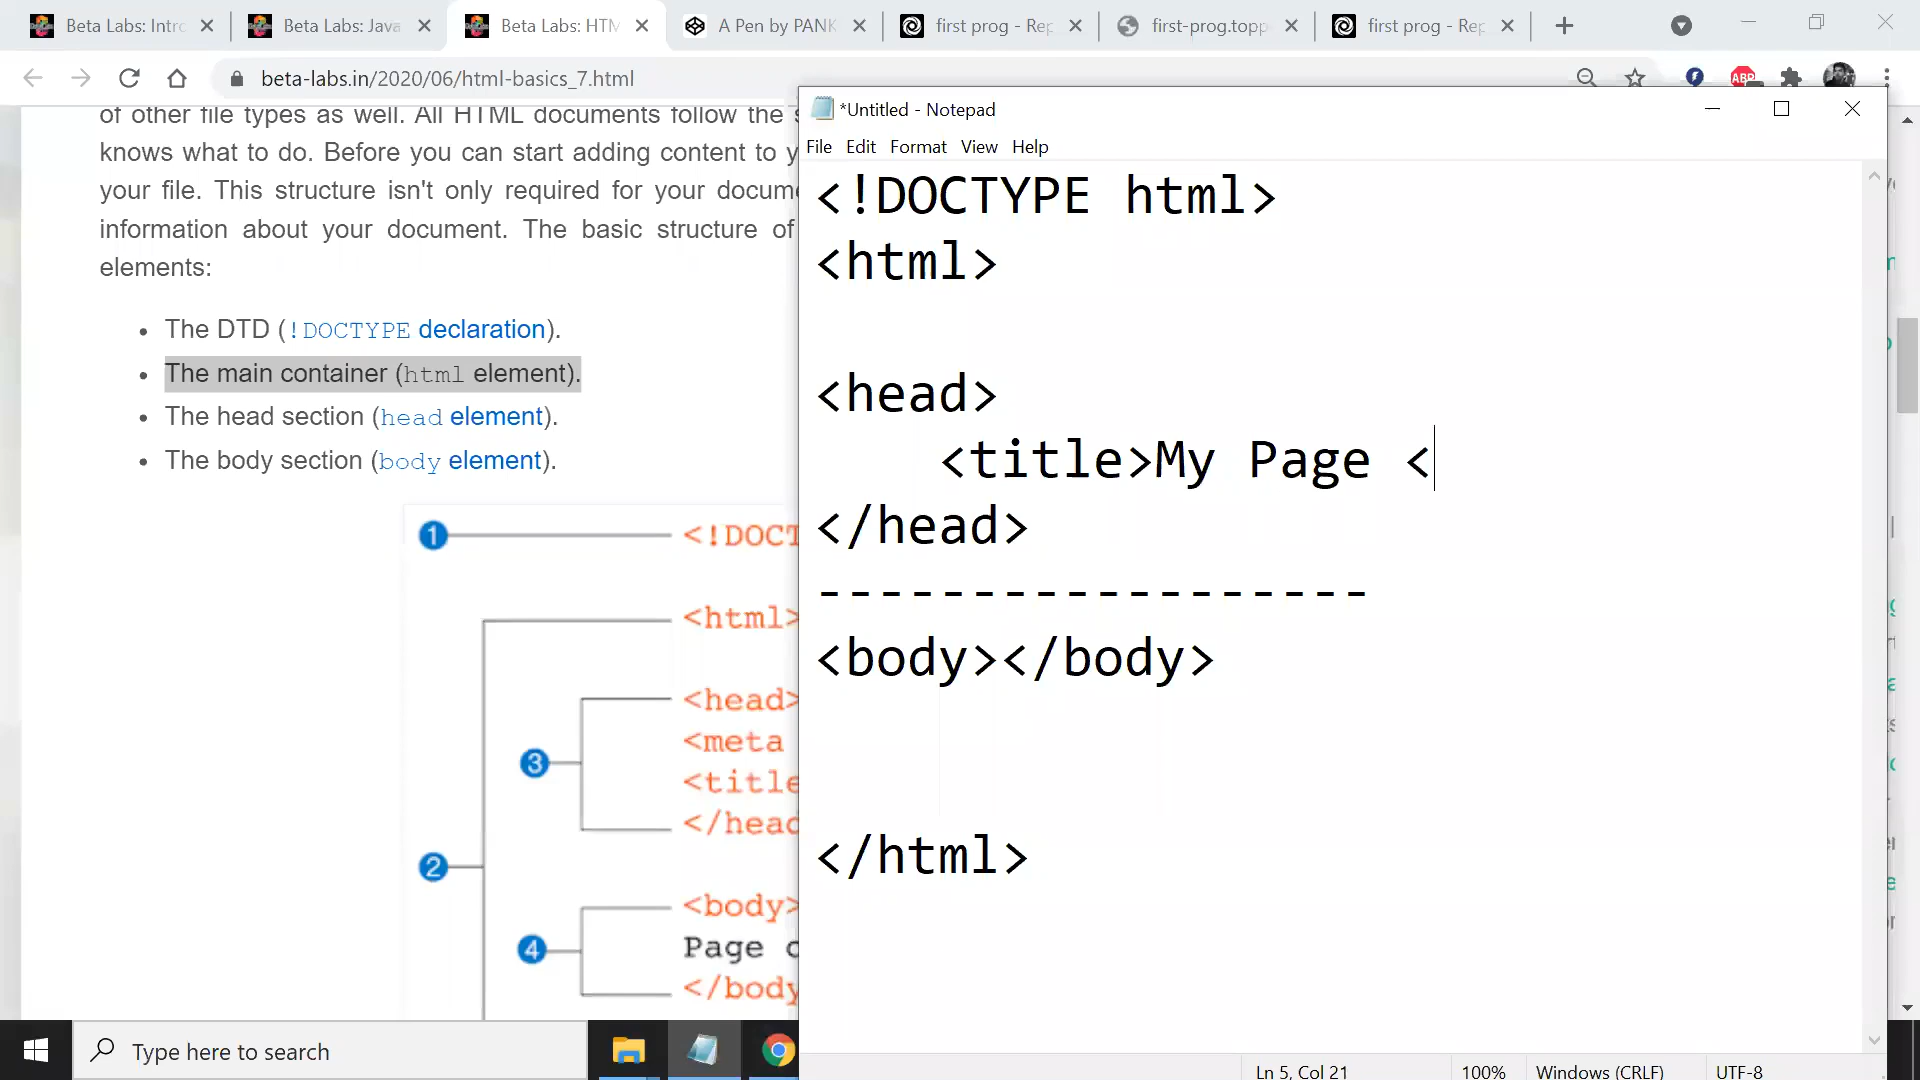 Beta Labs: Intro
Beta Labs: Java
Beta Labs: HTM
A Pen by PANK
first prog - Rep
first-prog.topp
first prog - Rep
beta-labs.in/2020/06/html-basics_7.html
ABP
of other file types as well. All HTML documents follow the s
knows what to do. Before you can start adding content to y
your file. This structure isn't only required for your docume
information about your document. The basic structure of
elements:
• The DTD (!DOCTYPE declaration).
• The main container (html element).
• The head section (head element).
• The body section (body element).
1 <!DOCT
<html>
<head>
<meta
3
<title
</head
2
<body>
4 Page c
</body
*Untitled - Notepad
File Edit Format View Help
<!DOCTYPE html>
<html>
<head>
<title>My Page <
</head>
------------------
<body></body>
</html>
Ln 5, Col 21
100%
Windows (CRLF)
UTF-8
Type here to search